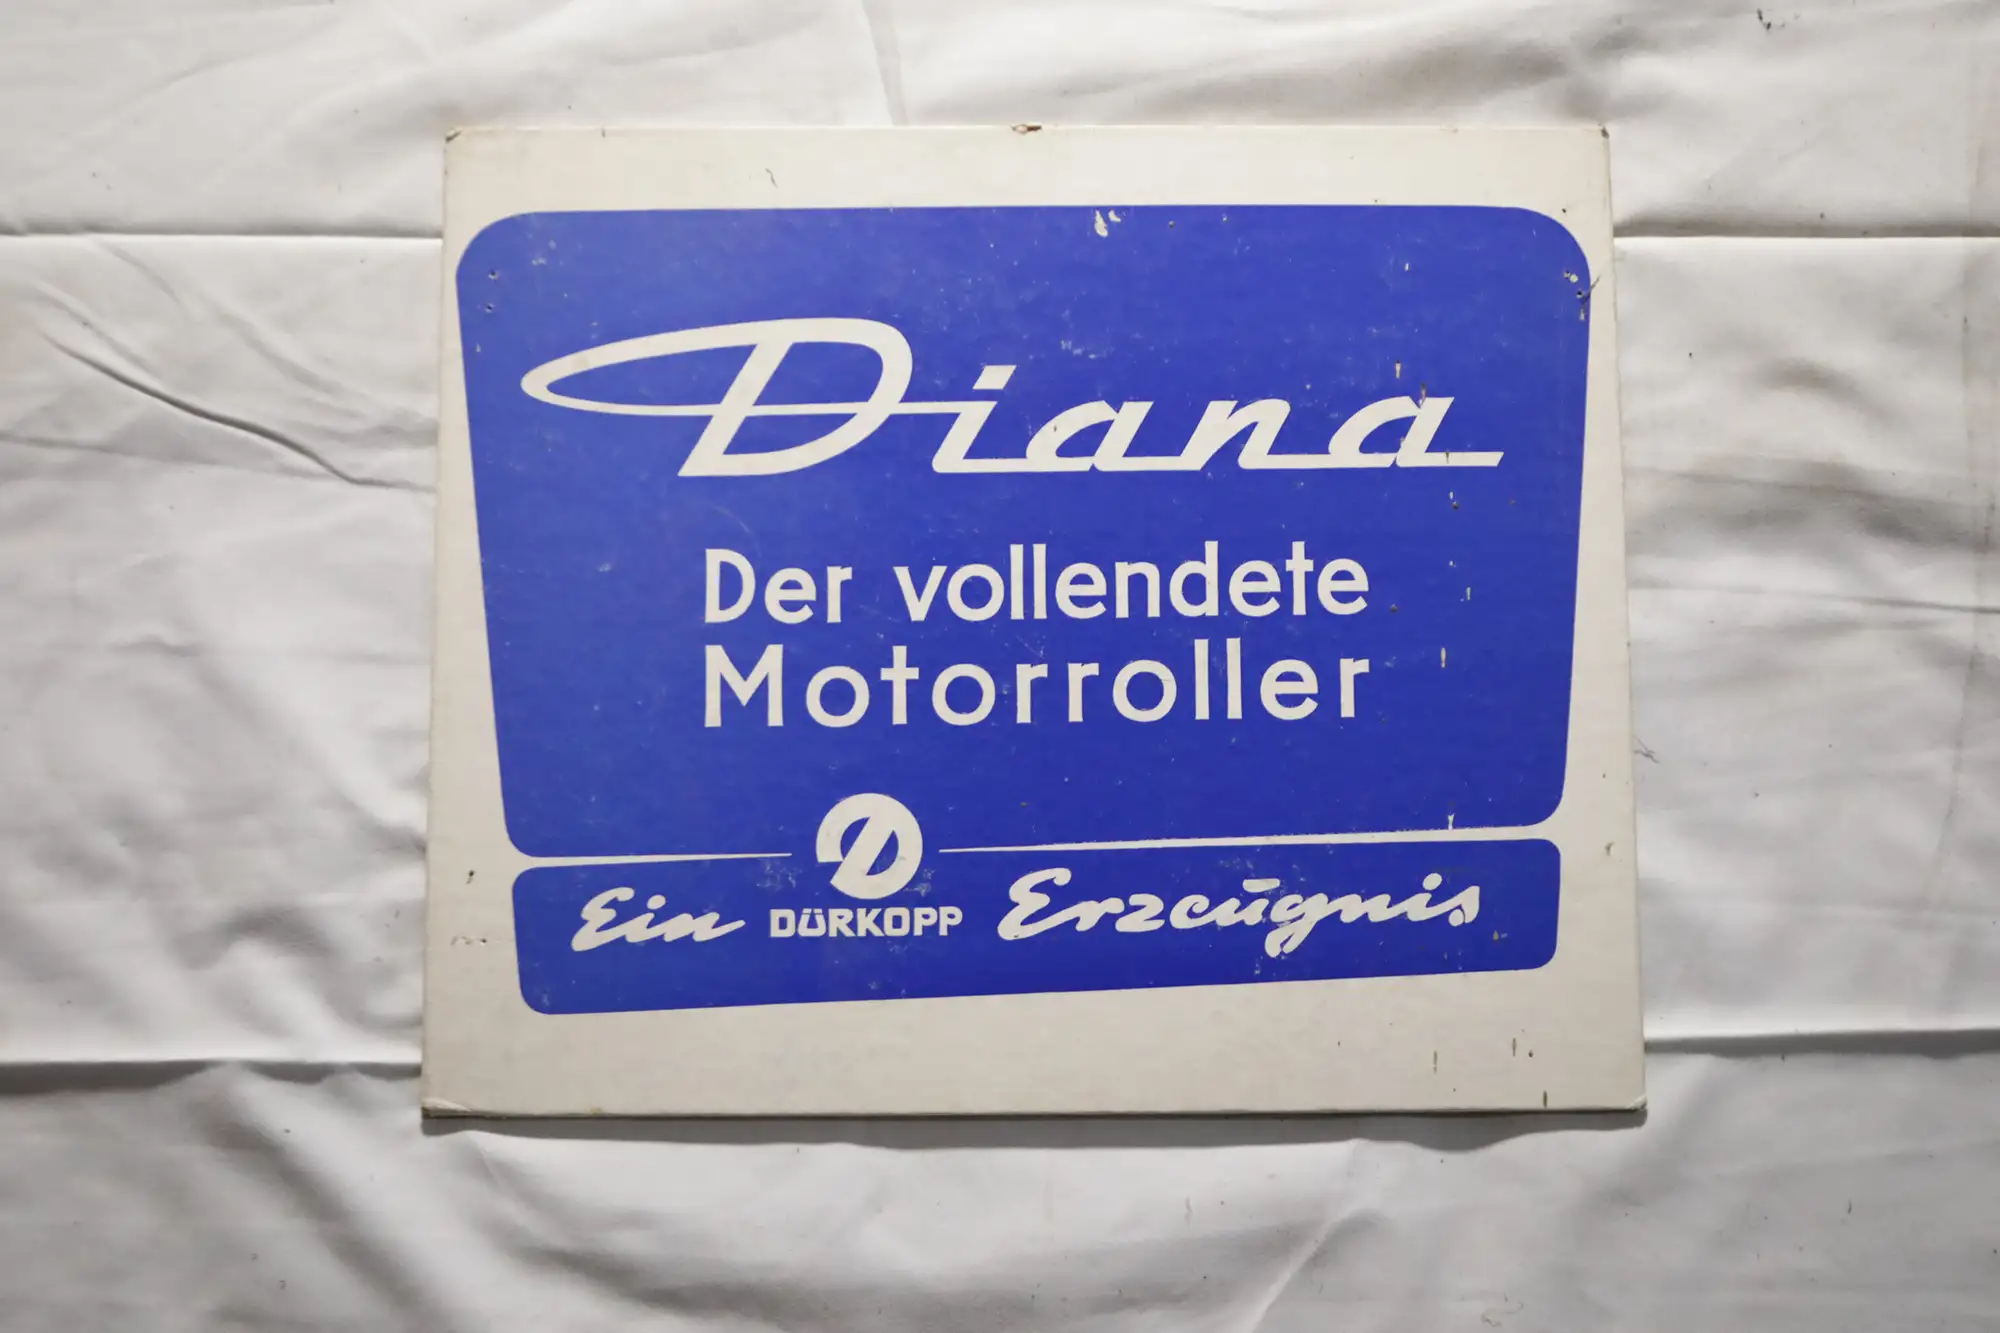 Diana
Der vollendete
Motorroller
Ein DÜRKOPP Erzeugnis